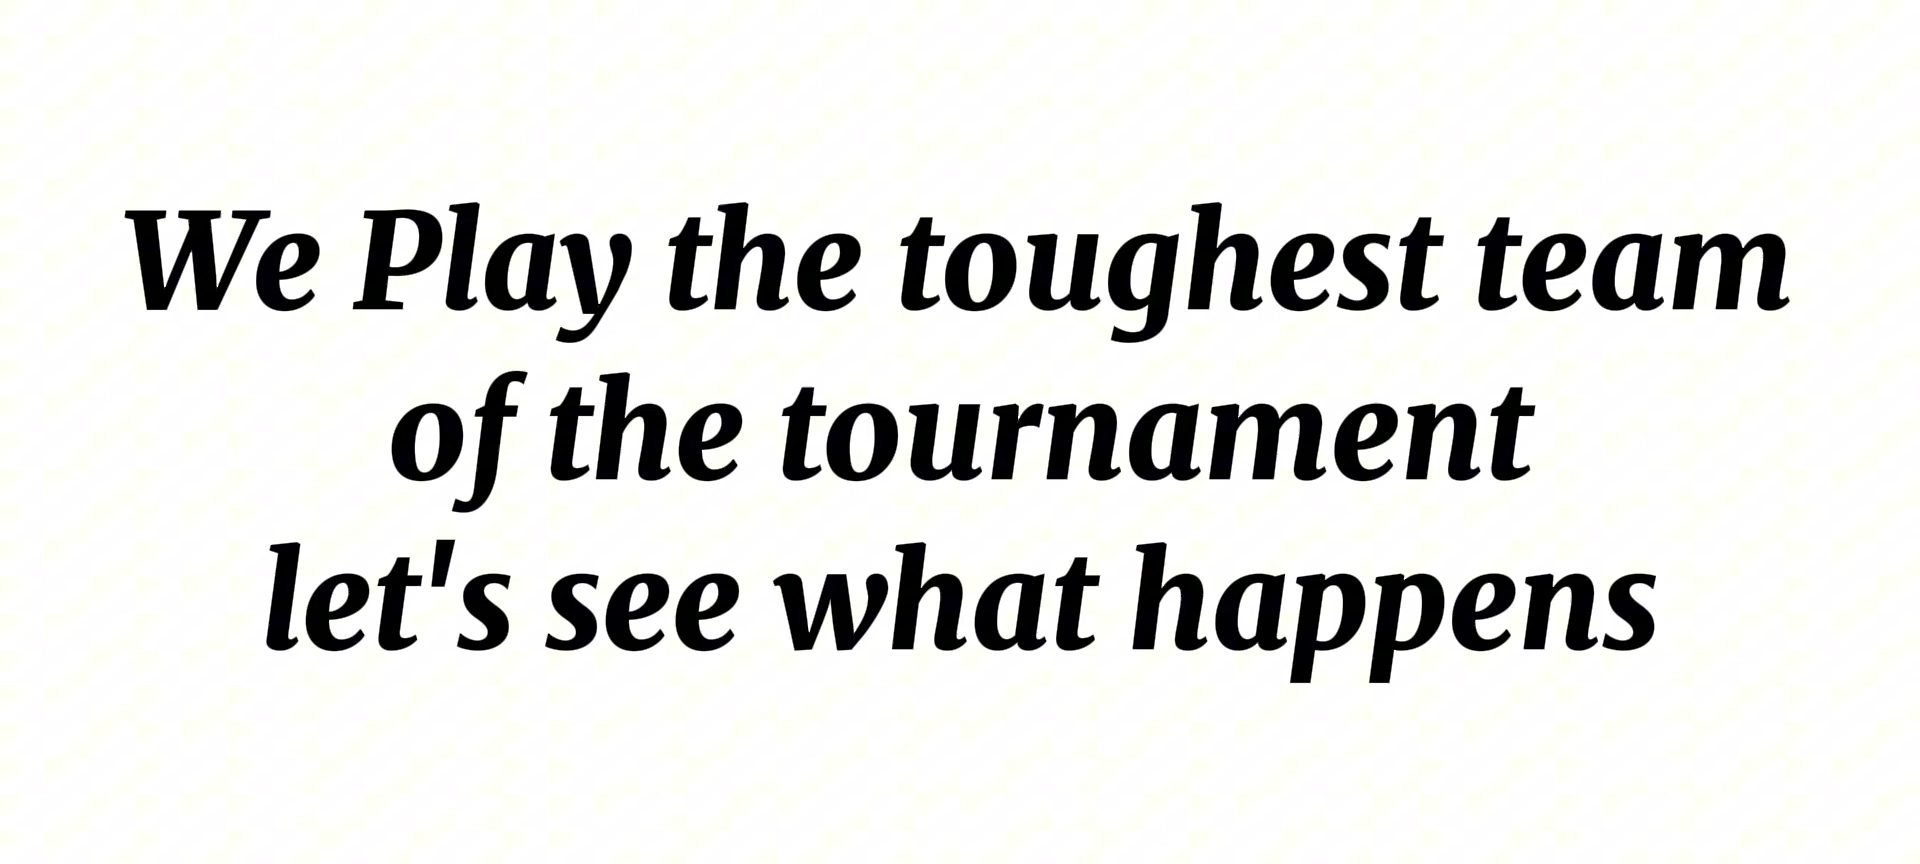 We Play the toughest team
of the tournament
let's see what happens